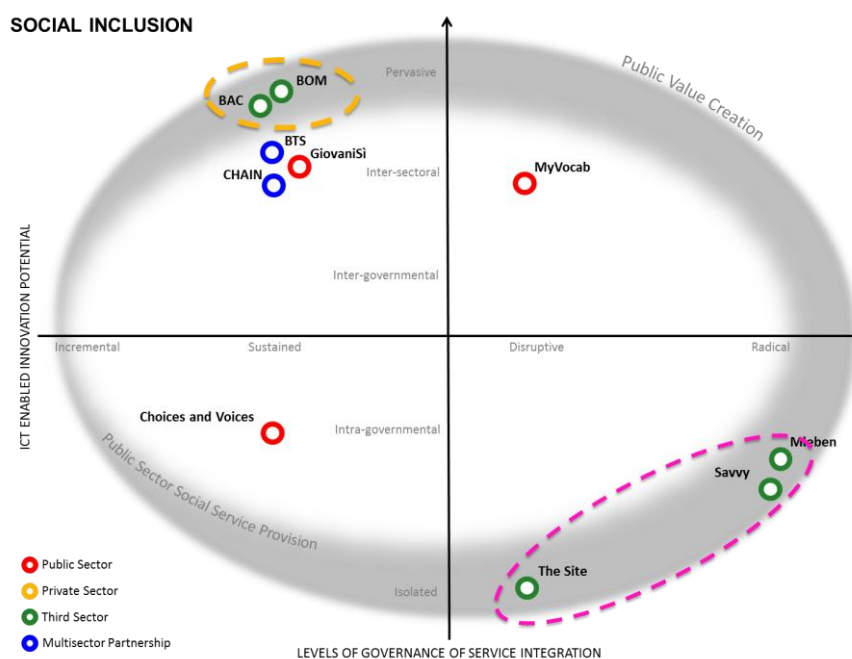 SOCIAL INCLUSION
Pervasive
Public Value Creation
BOM
BAC
BTS
GiovaniSì
CHAIN
Inter-sectoral
MyVocab
ICT ENABLED INNOVATION POTENTIAL
Inter-governmental
Incremental
Sustained
Disruptive
Radical
Choices and Voices
Intra-governmental
Mieben
Savvy
Public Sector Social Service Provision
The Site
Isolated
Public Sector
Private Sector
Third Sector
Multisector Partnership
LEVELS OF GOVERNANCE OF SERVICE INTEGRATION